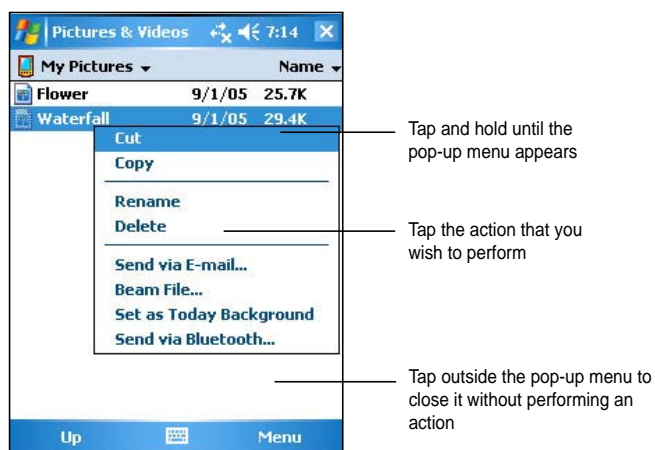 Pictures & Videos 7:14
My Pictures Name
Flower 9/1/05 25.7K
Waterfall 9/1/05 29.4K
Cut
Copy
Rename
Delete
Send via E-mail...
Beam File...
Set as Today Background
Send via Bluetooth...
Up Menu
Tap and hold until the
pop-up menu appears
Tap the action that you
wish to perform
Tap outside the pop-up menu to
close it without performing an
action